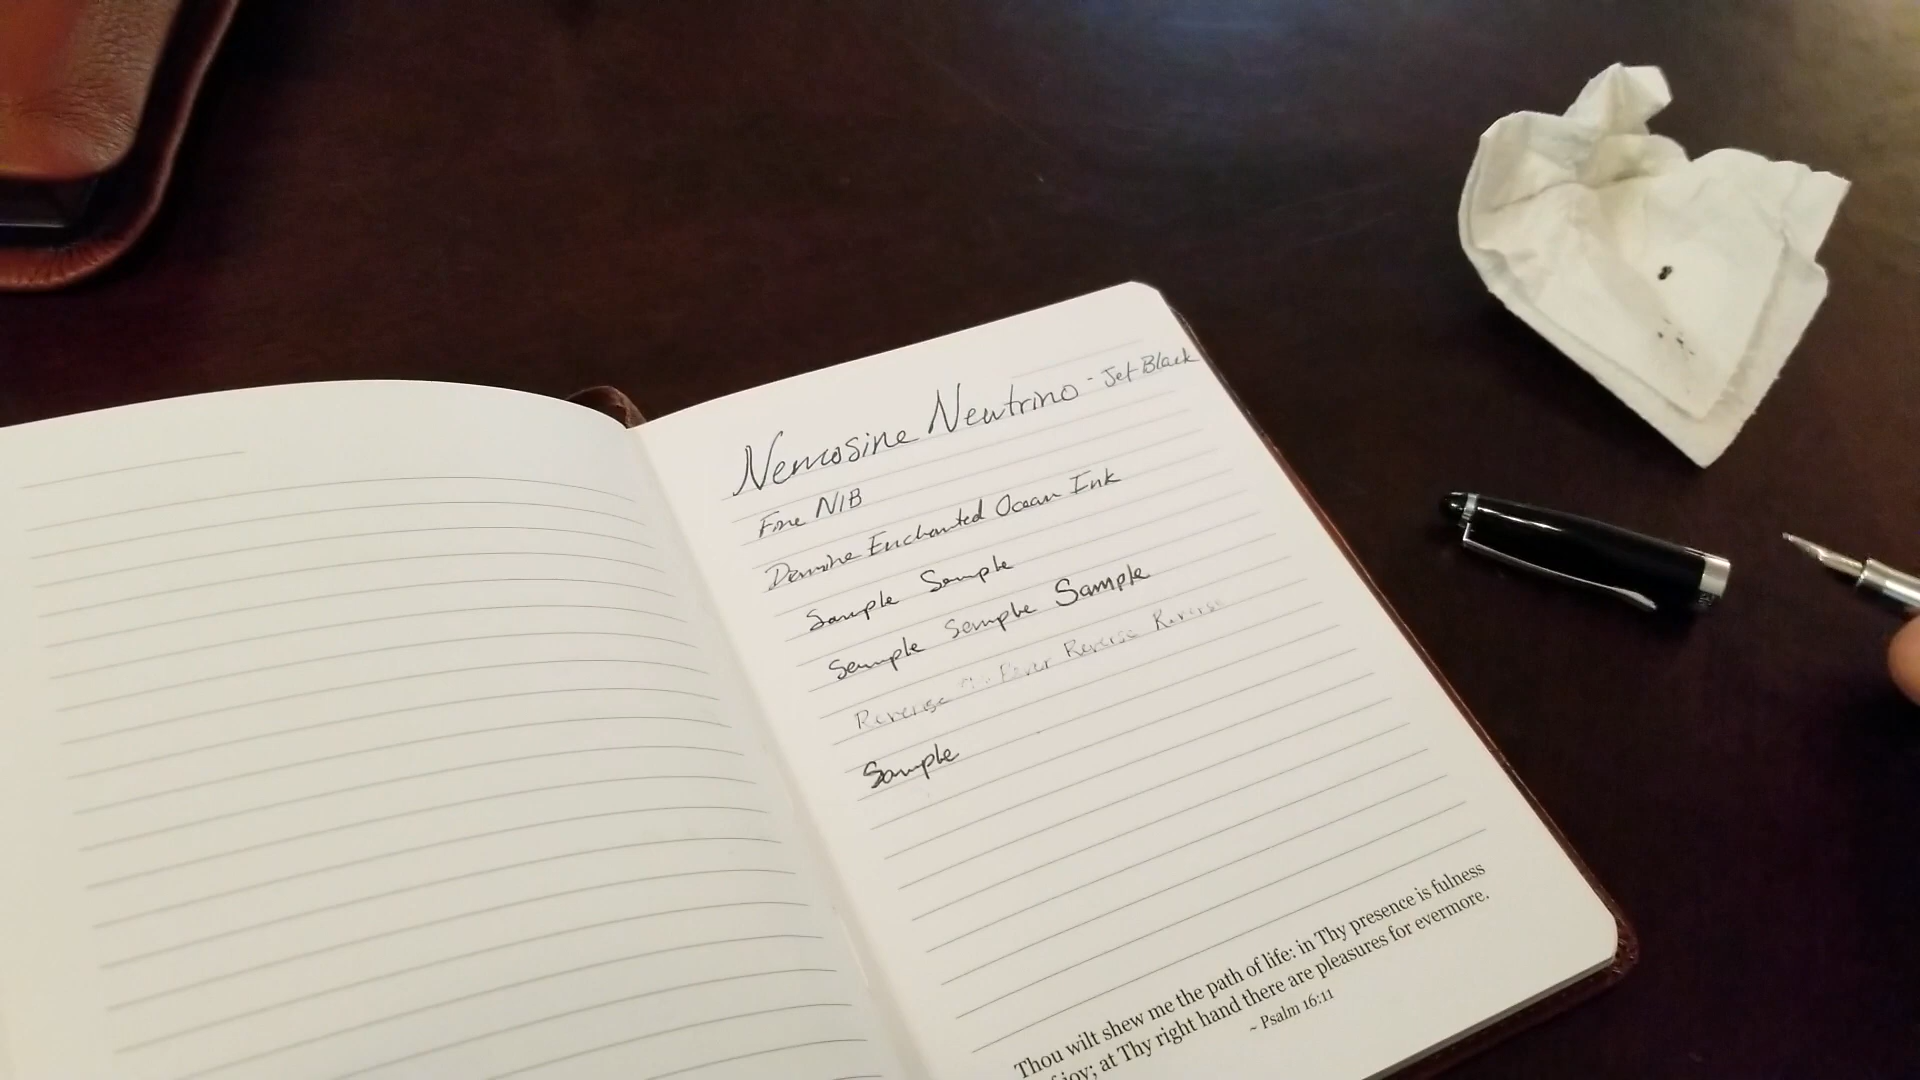 Nemosine Neutrino - Jet Black
Fine NIB
Enchanted Ocean Ink
Sample Sample
Sample Sample Sample
Reverse Reverse Reverse
Sample
Thou wilt shew me the path of life: in Thy presence is fulness
of joy; at Thy right hand there are pleasures for evermore.
~ Psalm 16:11